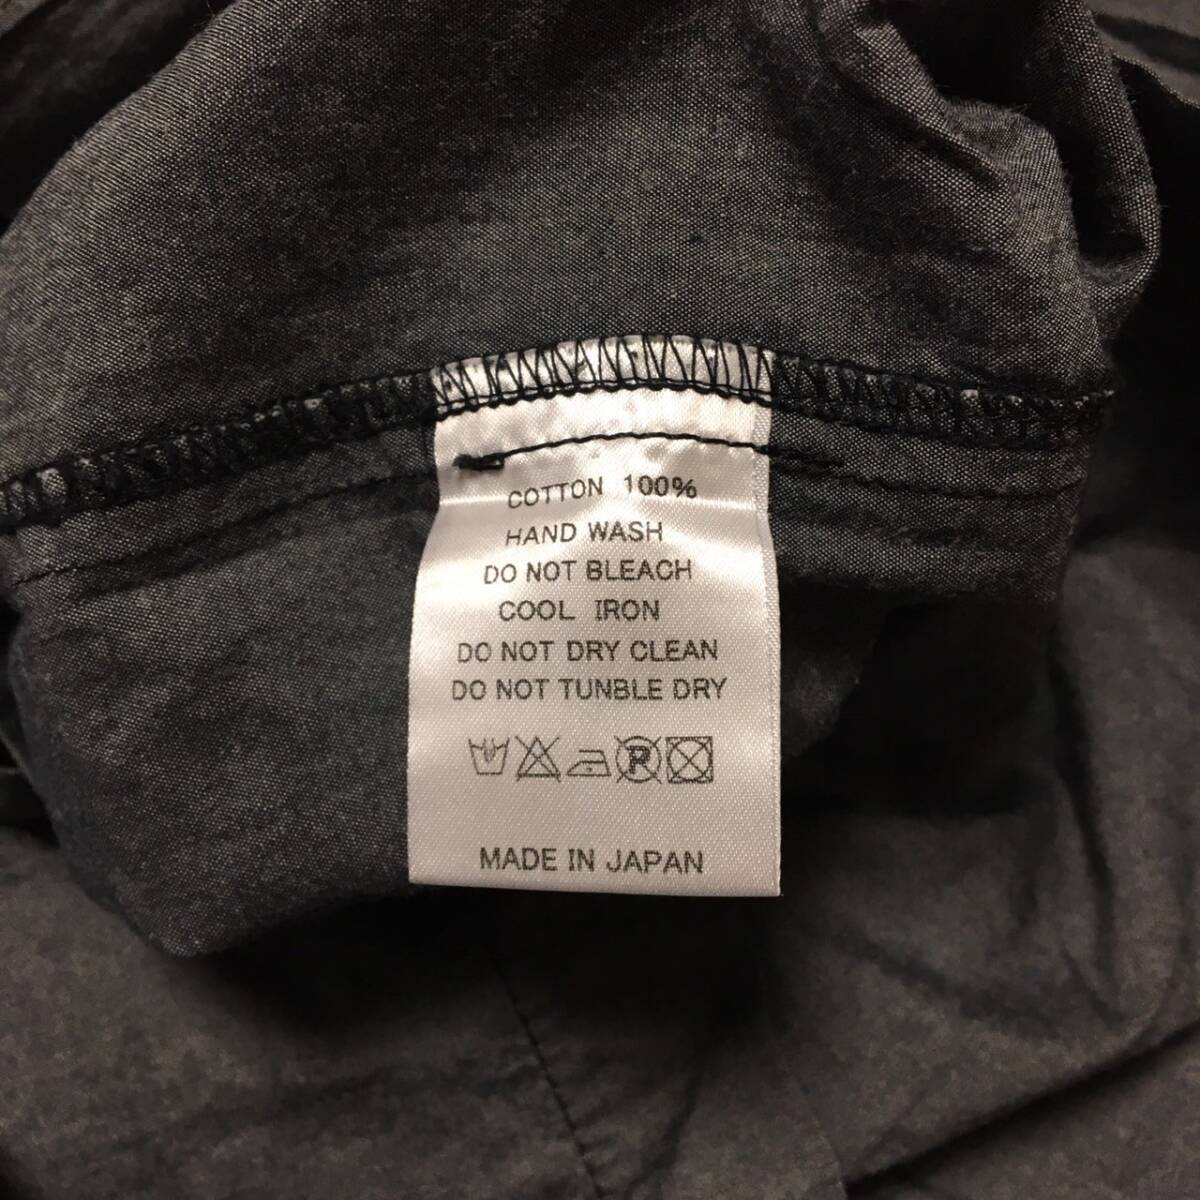 COTTON 100%
HAND WASH
DO NOT BLEACH
COOL IRON
DO NOT DRY CLEAN
DO NOT TUNBLE DRY
P
MADE IN JAPAN